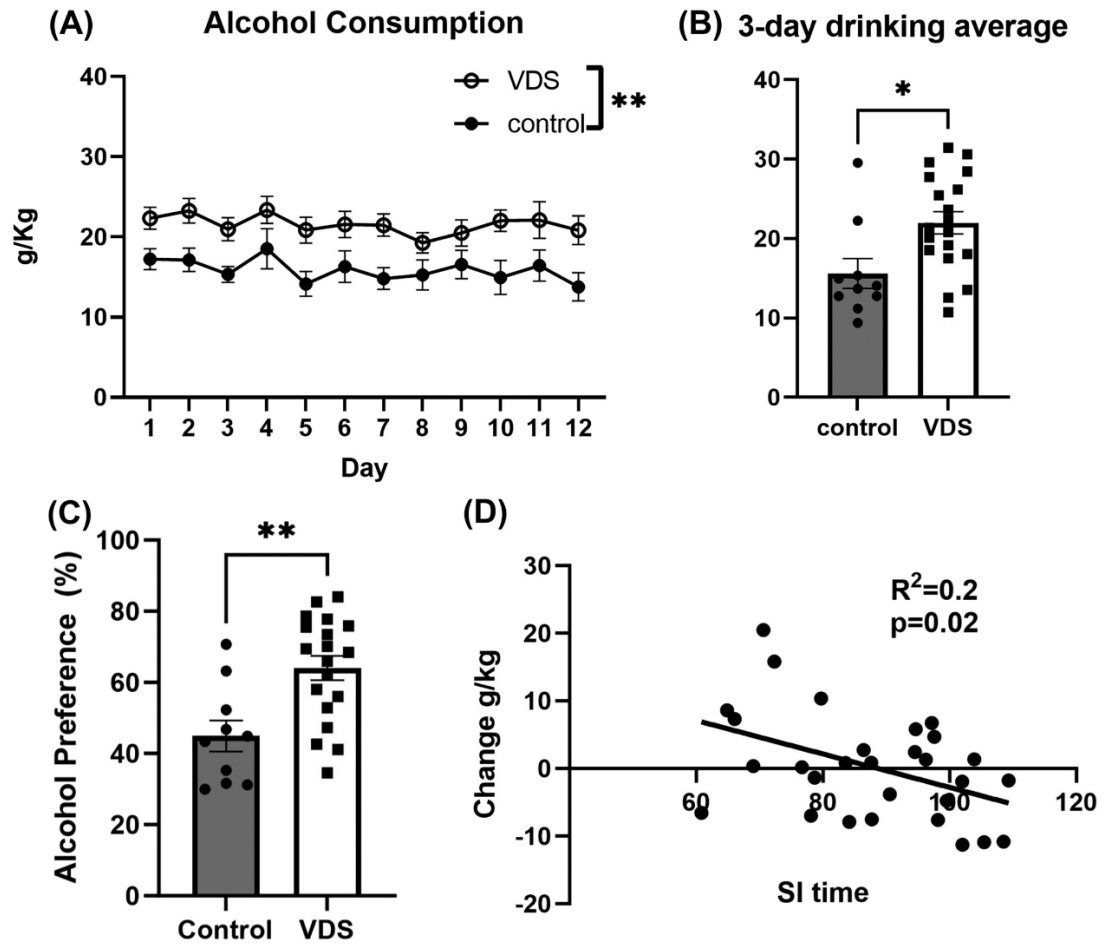 (A) Alcohol Consumption
VDS
control
**
40
30
20
10
0
g/Kg
1 2 3 4 5 6 7 8 9 10 11 12
Day
(B) 3-day drinking average
*
40
30
20
10
0
control VDS
(C)
**
100
80
60
40
20
0
Alcohol Preference (%)
Control VDS
(D)
30
20
10
0
-10
-20
Change g/kg
R²=0.2
p=0.02
60 80 100 120
SI time